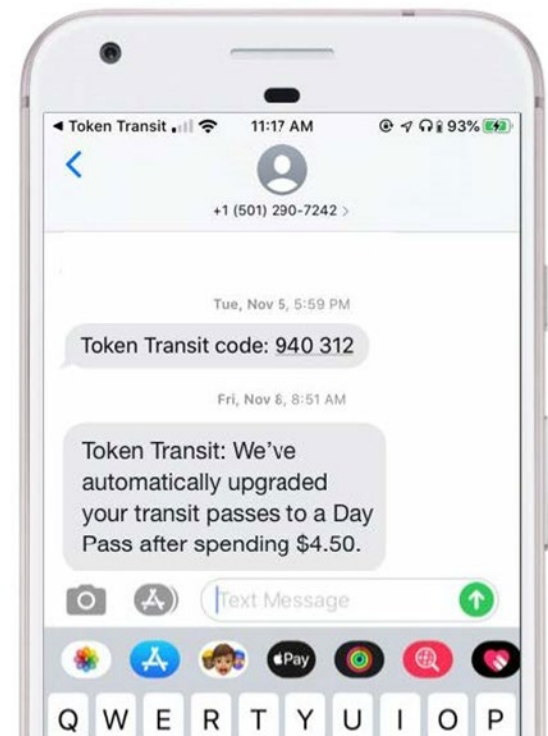 ◀ Token Transit 11:17 AM 93%
+1 (501) 290-7242 >
Tue, Nov 5, 5:59 PM
Token Transit code: 940 312
Fri, Nov 8, 8:51 AM
Token Transit: We've
automatically upgraded
your transit passes to a Day
Pass after spending $4.50.
Text Message
Pay
Q W E R T Y U I O P